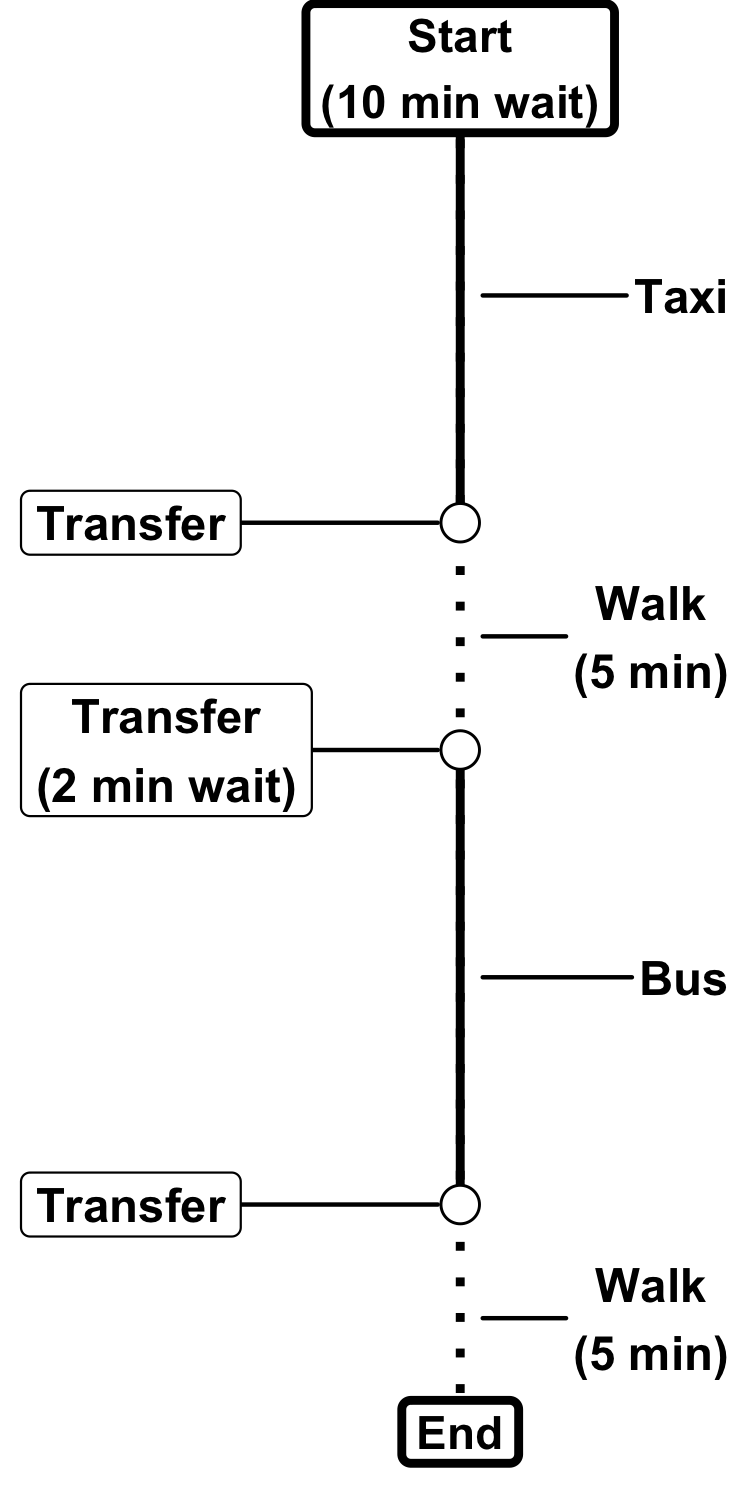 Start
(10 min wait)
Taxi
Transfer
Walk
(5 min)
Transfer
(2 min wait)
Bus
Transfer
Walk
(5 min)
End